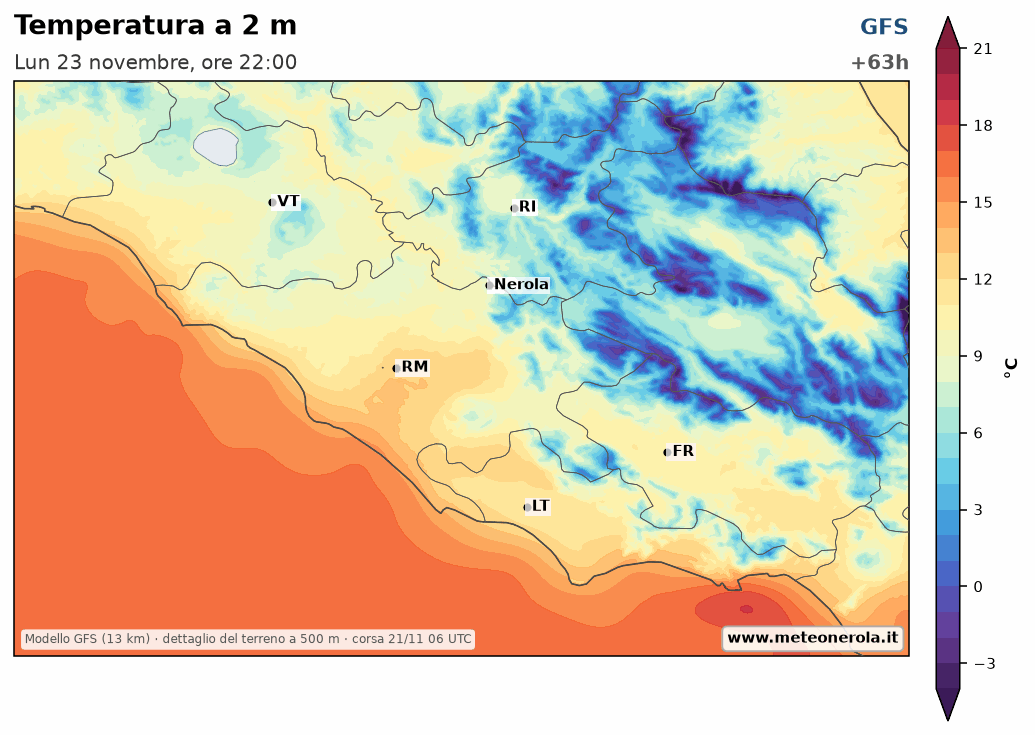 Temperatura a 2 m
GFS
Lun 23 novembre, ore 22:00
+63h
21
18
15
12
9
6
3
0
−3
°C
VT
RI
Nerola
RM
FR
LT
Modello GFS (13 km) · dettaglio del terreno a 500 m · corsa 21/11 06 UTC
www.meteonerola.it